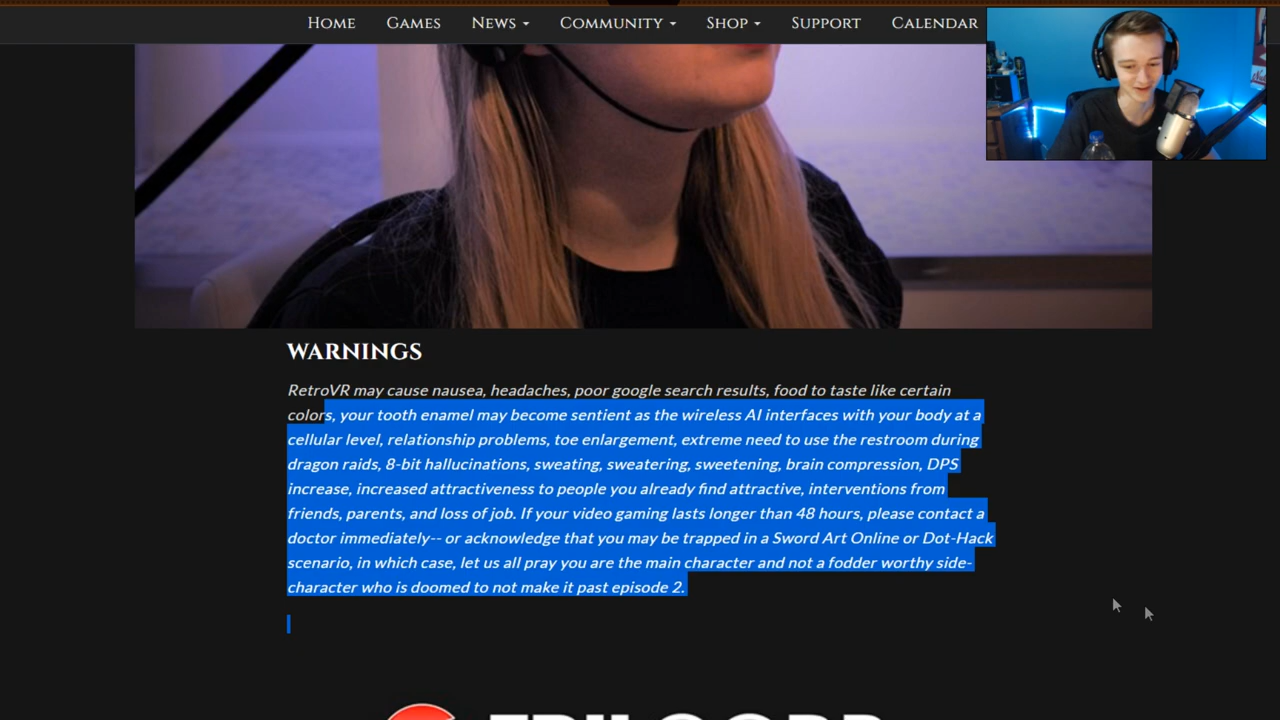 HOME GAMES NEWS COMMUNITY SHOP SUPPORT CALENDAR
WARNINGS
RetroVR may cause nausea, headaches, poor google search results, food to taste like certain
colors, your tooth enamel may become sentient as the wireless AI interfaces with your body at a
cellular level, relationship problems, toe enlargement, extreme need to use the restroom during
dragon raids, 8-bit hallucinations, sweating, sweatering, sweetening, brain compression, DPS
increase, increased attractiveness to people you already find attractive, interventions from
friends, parents, and loss of job. If your video gaming lasts longer than 48 hours, please contact a
doctor immediately-- or acknowledge that you may be trapped in a Sword Art Online or Dot-Hack
scenario, in which case, let us all pray you are the main character and not a fodder worthy side-
character who is doomed to not make it past episode 2.